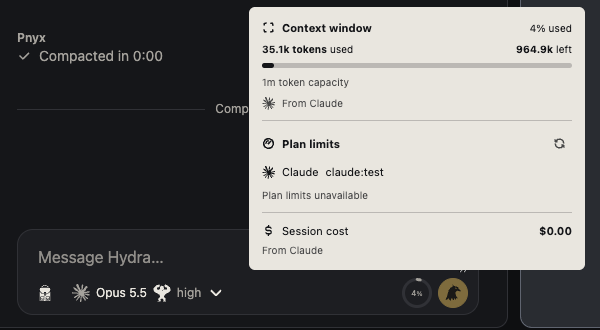 Pnyx
Compacted in 0:00
Comp
Context window 4% used
35.1k tokens used 964.9k left
1m token capacity
From Claude
Plan limits
Claude claude:test
Plan limits unavailable
$ Session cost $0.00
From Claude
Message Hydra...
Opus 5.5 high 4%